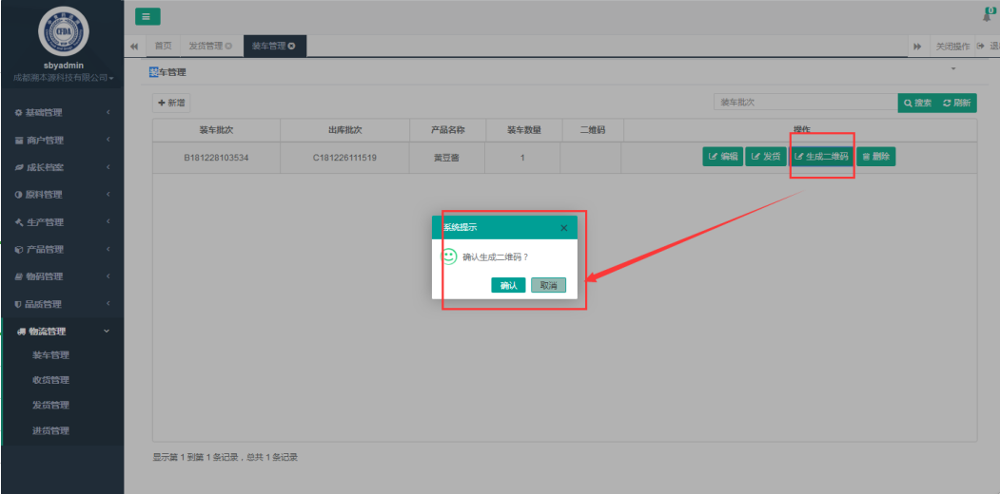 0
CFDA
sbyadmin
成都溯本源科技有限公司
首页 发货管理 装车管理 关闭操作 退
装车管理
新增 装车批次 搜索 刷新
装车批次 出库批次 产品名称 装车数量 二维码 操作
B181228103534 C181226111519 黄豆酱 1 编辑 发货 生成二维码 删除
基础管理
商户管理
成长档案
原料管理
生产管理
产品管理
物码管理
品质管理
物流管理
装车管理
收货管理
发货管理
进货管理
系统提示
确认生成二维码？
确认 取消
显示第 1 到第 1 条记录，总共 1 条记录